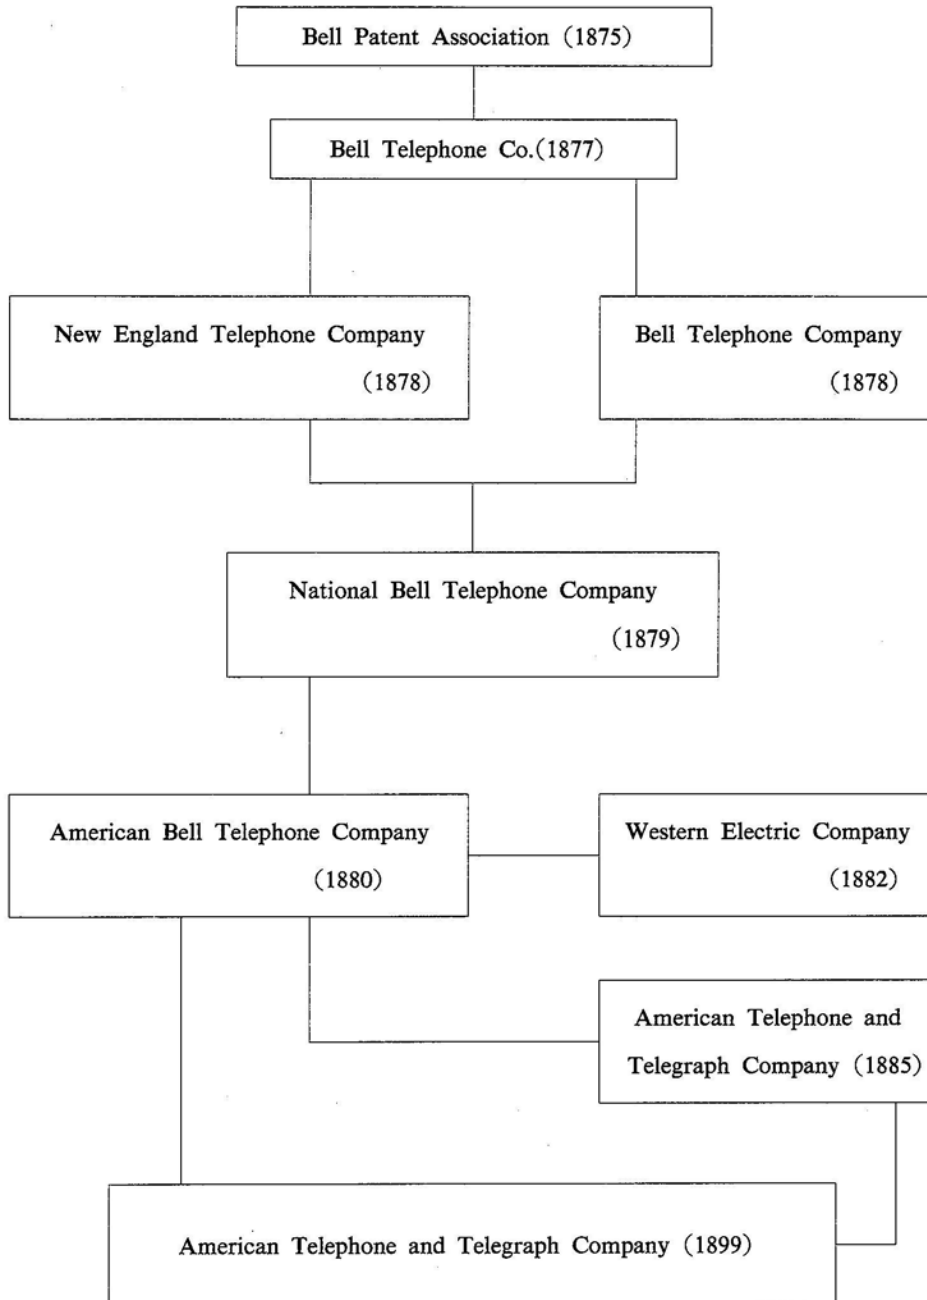 Bell Patent Association (1875)
Bell Telephone Co.(1877)
New England Telephone Company
(1878)
Bell Telephone Company
(1878)
National Bell Telephone Company
(1879)
American Bell Telephone Company
(1880)
Western Electric Company
(1882)
American Telephone and
Telegraph Company (1885)
American Telephone and Telegraph Company (1899)